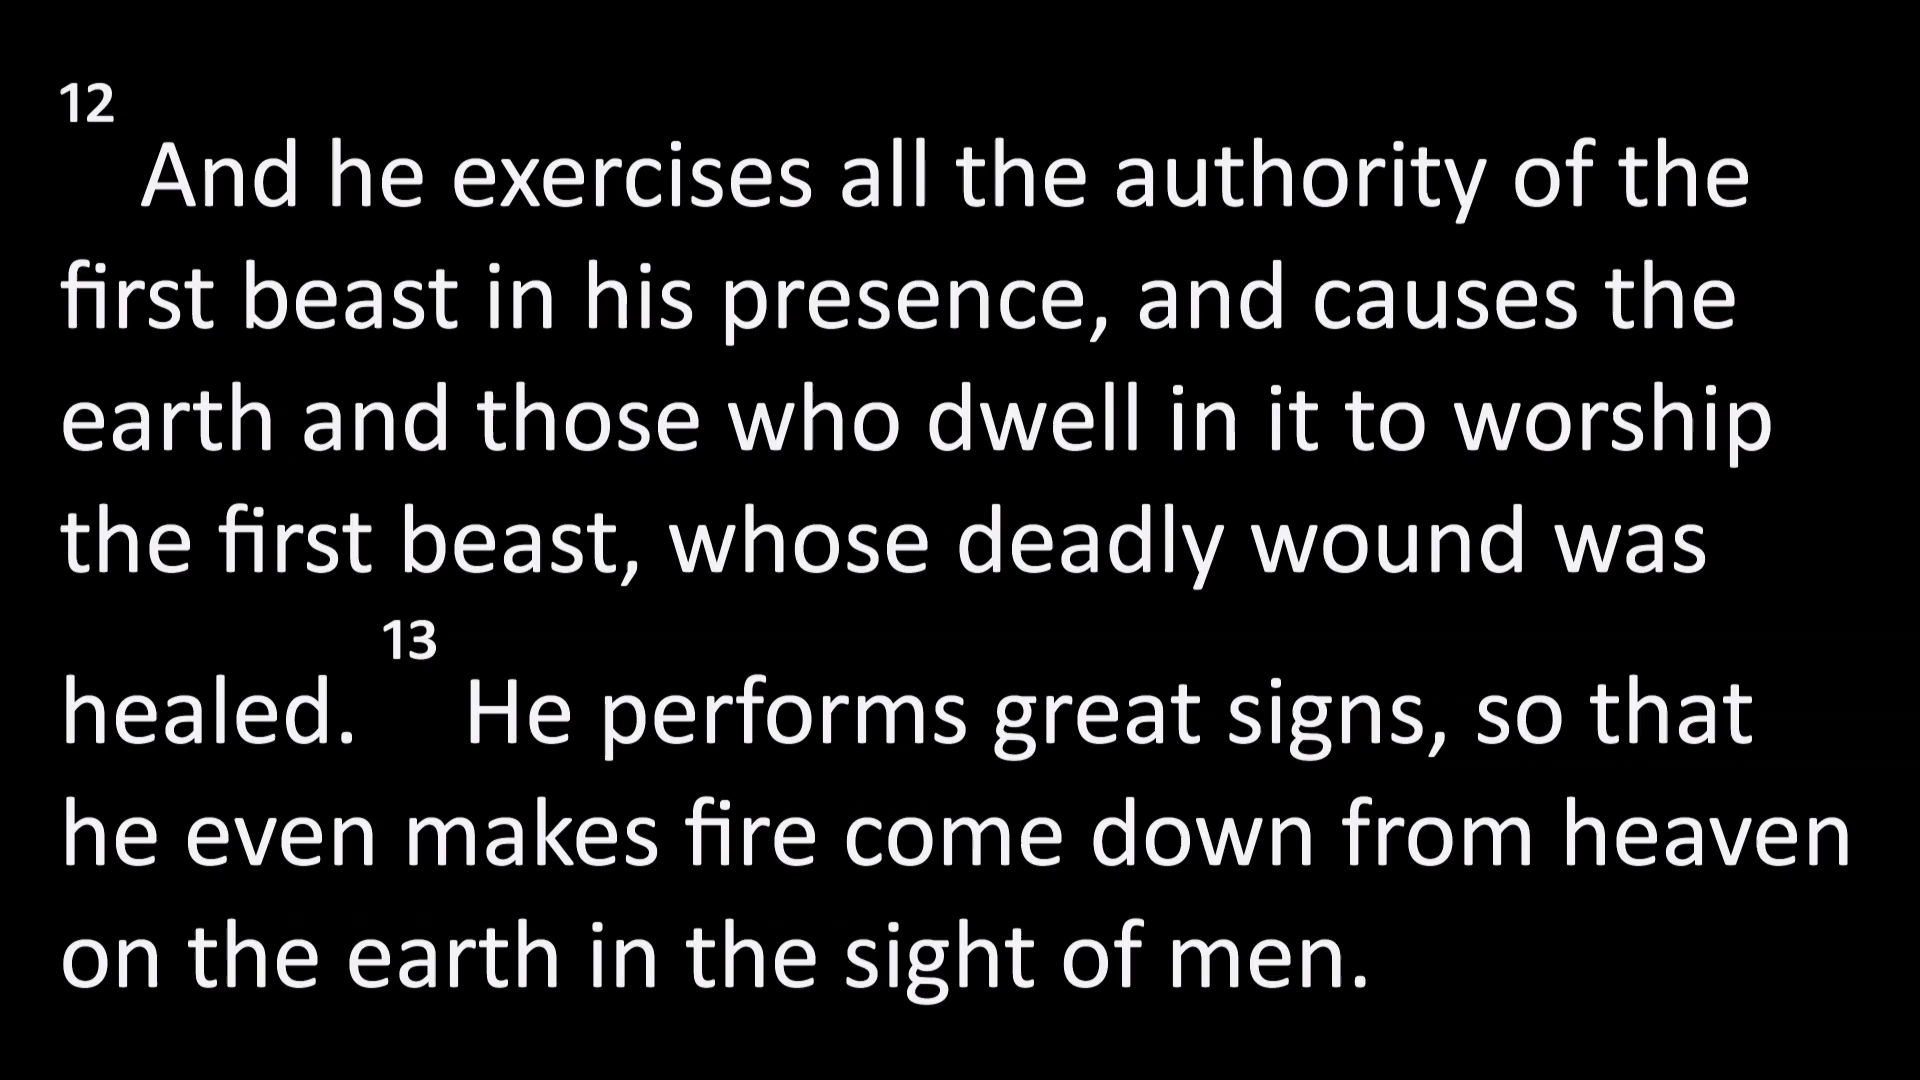 12 And he exercises all the authority of the
first beast in his presence, and causes the
earth and those who dwell in it to worship
the first beast, whose deadly wound was
healed. 13 He performs great signs, so that
he even makes fire come down from heaven
on the earth in the sight of men.